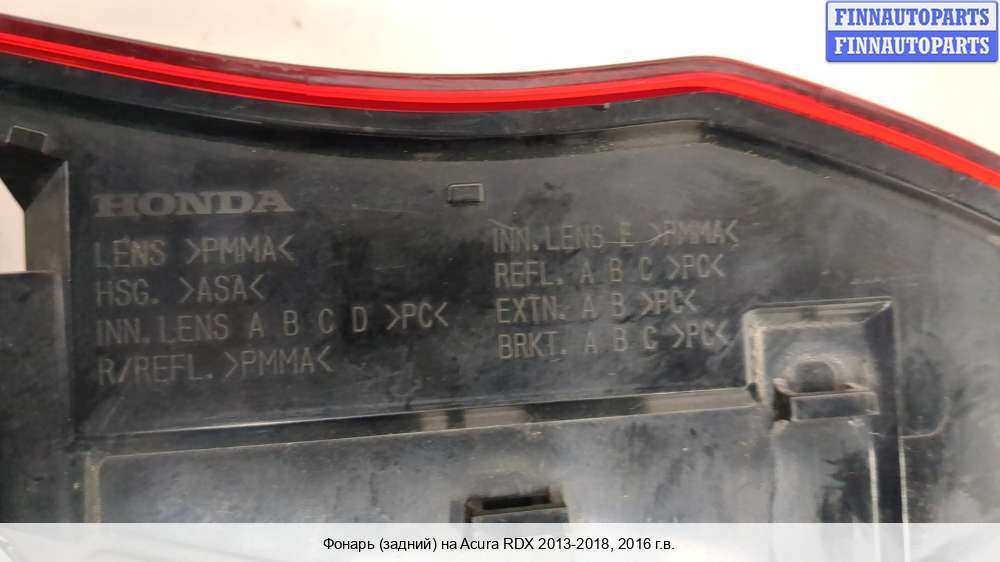 FINNAUTOPARTS
FINNAUTOPARTS
HONDA
LENS >PMMA<
HSG. >ASA<
INN.LENS A B C D >PC<
R/REFL. >PMMA<
INN.LENS E >PMMA<
REFL. A B C >PC<
EXTN. A B >PC<
BRKT. A B C >PC<
Фонарь (задний) на Acura RDX 2013-2018, 2016 г.в.